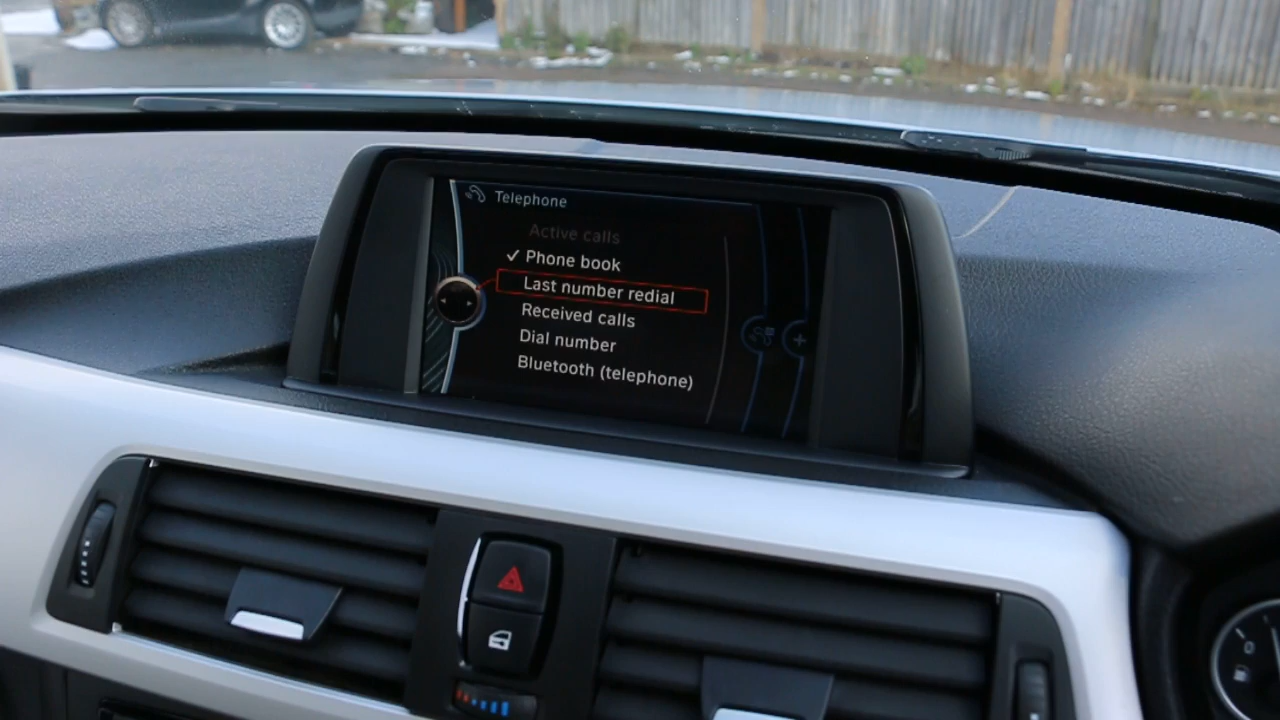 Telephone
Active calls
Phone book
Last number redial
Received calls
Dial number
Bluetooth (telephone)